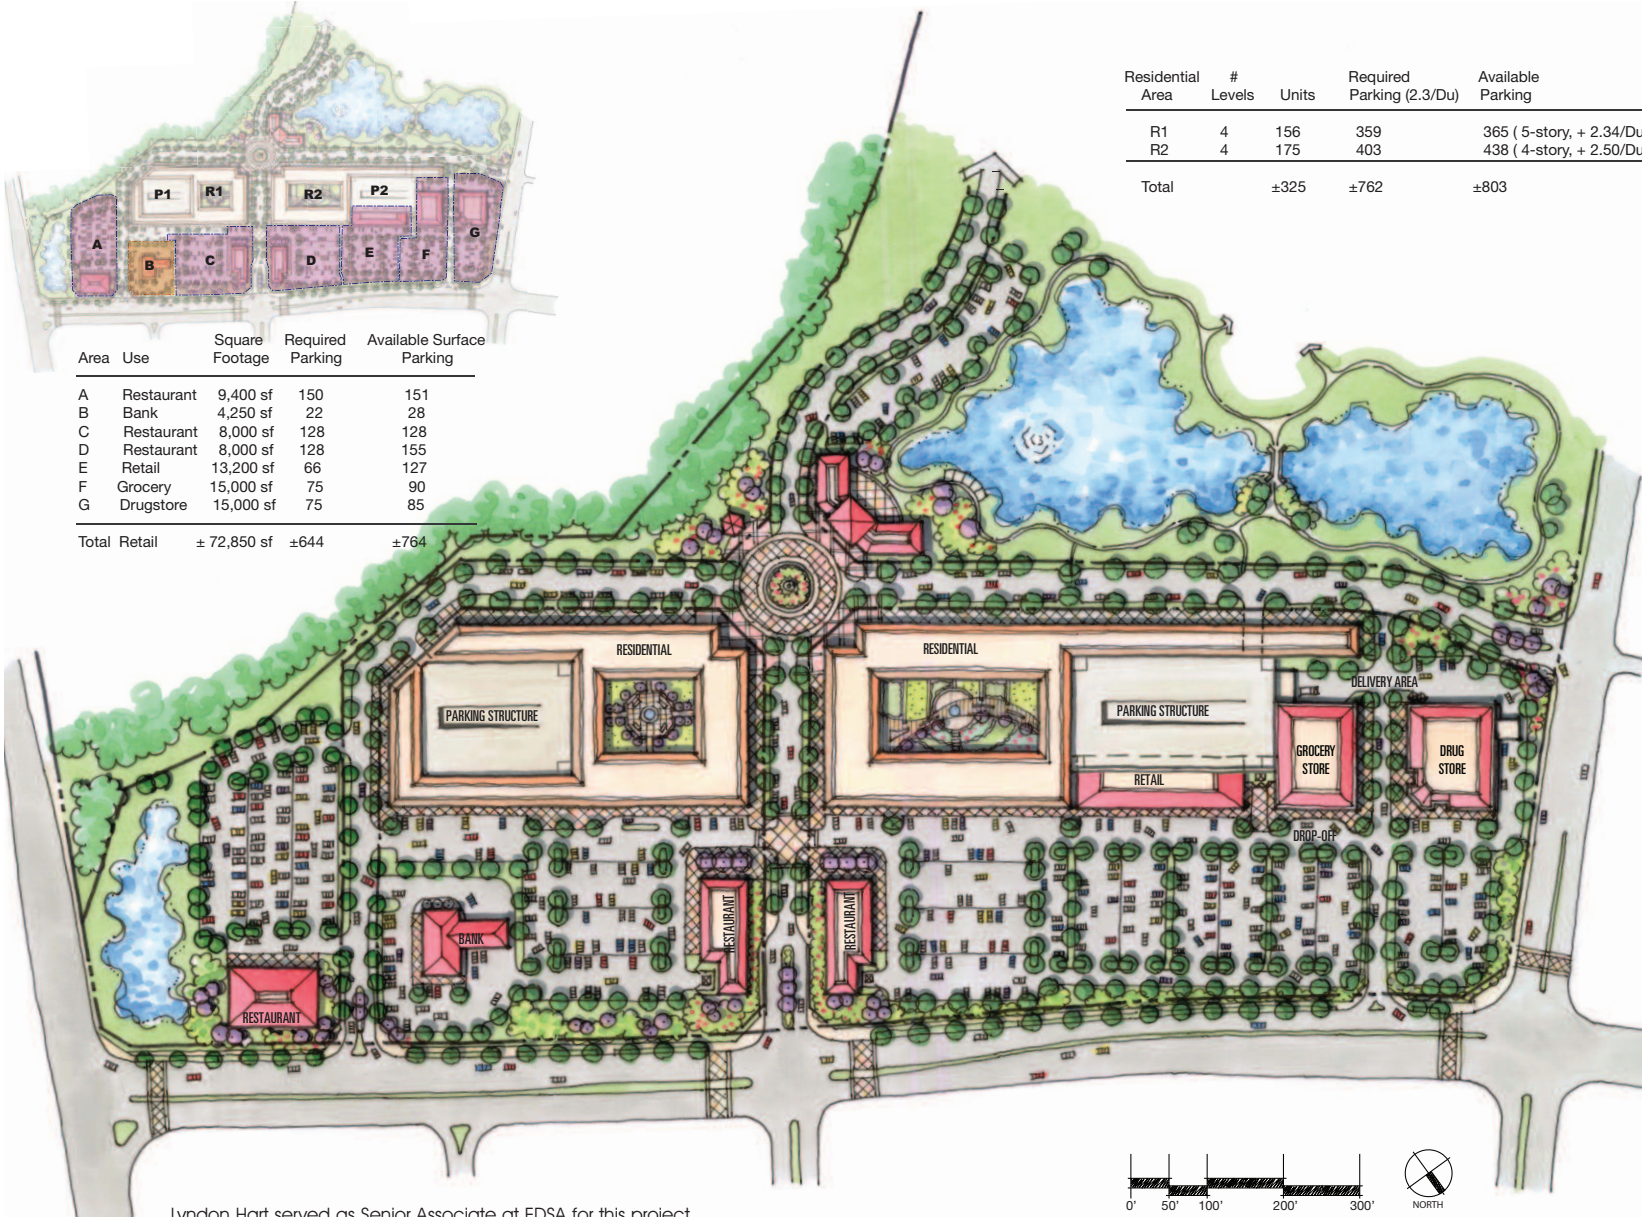 Residential # Required Available
Area Levels Units Parking (2.3/Du) Parking
R1 4 156 359 365 ( 5-story, + 2.34/Du
R2 4 175 403 438 ( 4-story, + 2.50/Du
Total ±325 ±762 ±803
P1 R1 R2 P2
A B C D E F G
Square Required Available Surface
Area Use Footage Parking Parking
A Restaurant 9,400 sf 150 151
B Bank 4,250 sf 22 28
C Restaurant 8,000 sf 128 128
D Restaurant 8,000 sf 128 155
E Retail 13,200 sf 66 127
F Grocery 15,000 sf 75 90
G Drugstore 15,000 sf 75 85
Total Retail ± 72,850 sf ±644 ±764
RESIDENTIAL
RESIDENTIAL
DELIVERY AREA
PARKING STRUCTURE
PARKING STRUCTURE
GROCERY
STORE
DRUG
STORE
RETAIL
DROP-OFF
RESTAURANT
RESTAURANT
BANK
RESTAURANT
0' 50' 100' 200' 300'
NORTH
Lyndon Hart served as Senior Associate at EDSA for this project